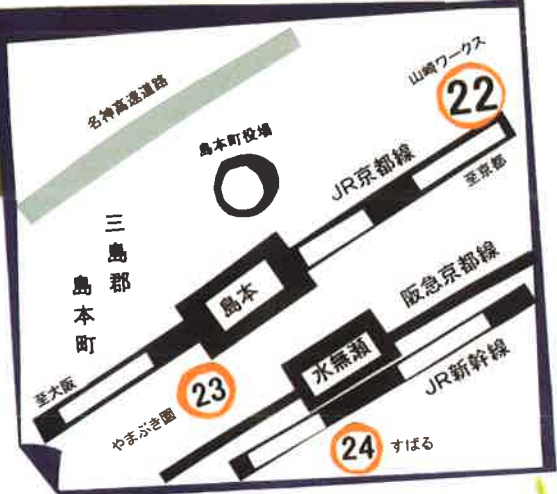 山崎ワークス
22
名神高速道路
島本町役場
JR京都線
至京都
三島郡
島本町
島本
阪急京都線
水無瀬
JR新幹線
至大阪
23
やまぶき園
24
すばる